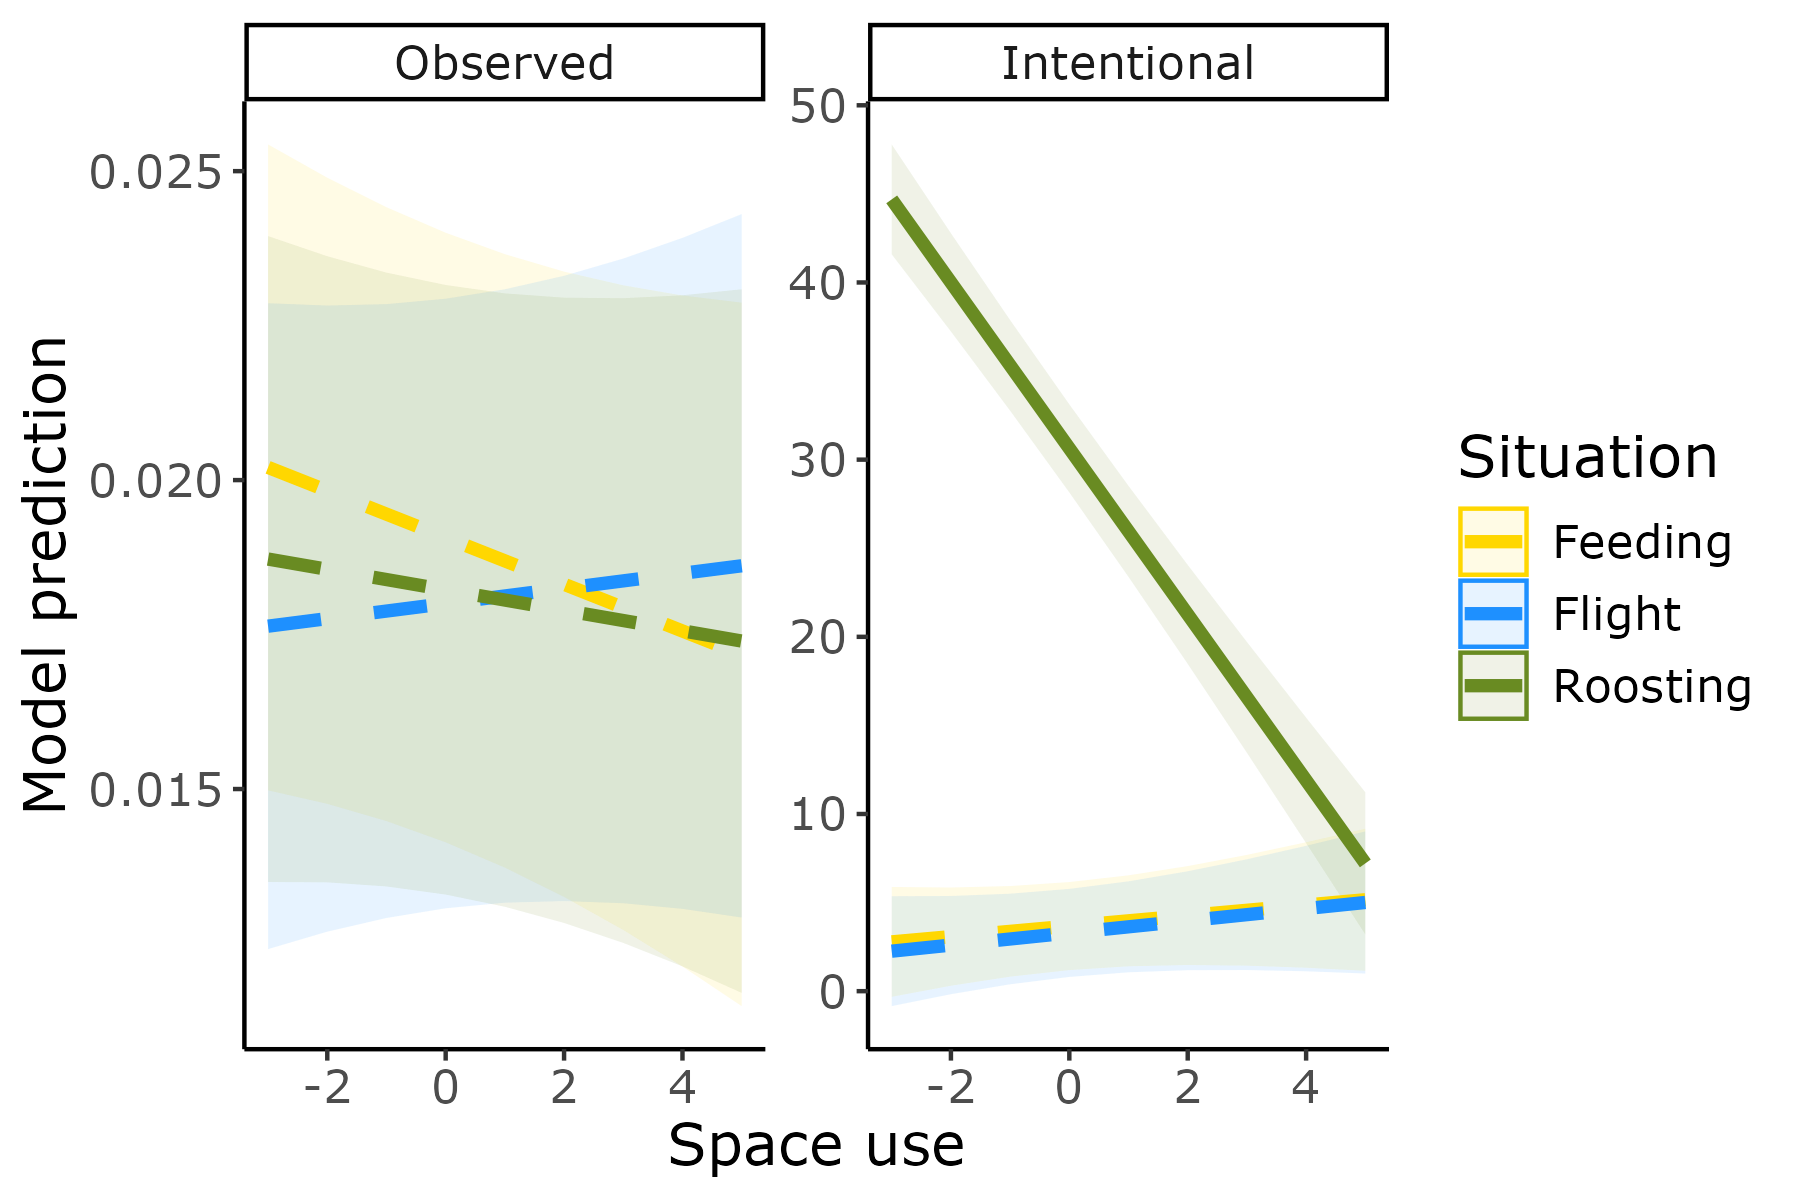 Observed
Intentional
Model prediction
0.025
0.020
0.015
50
40
30
20
10
0
-2 0 2 4
-2 0 2 4
Space use
Situation
Feeding
Flight
Roosting